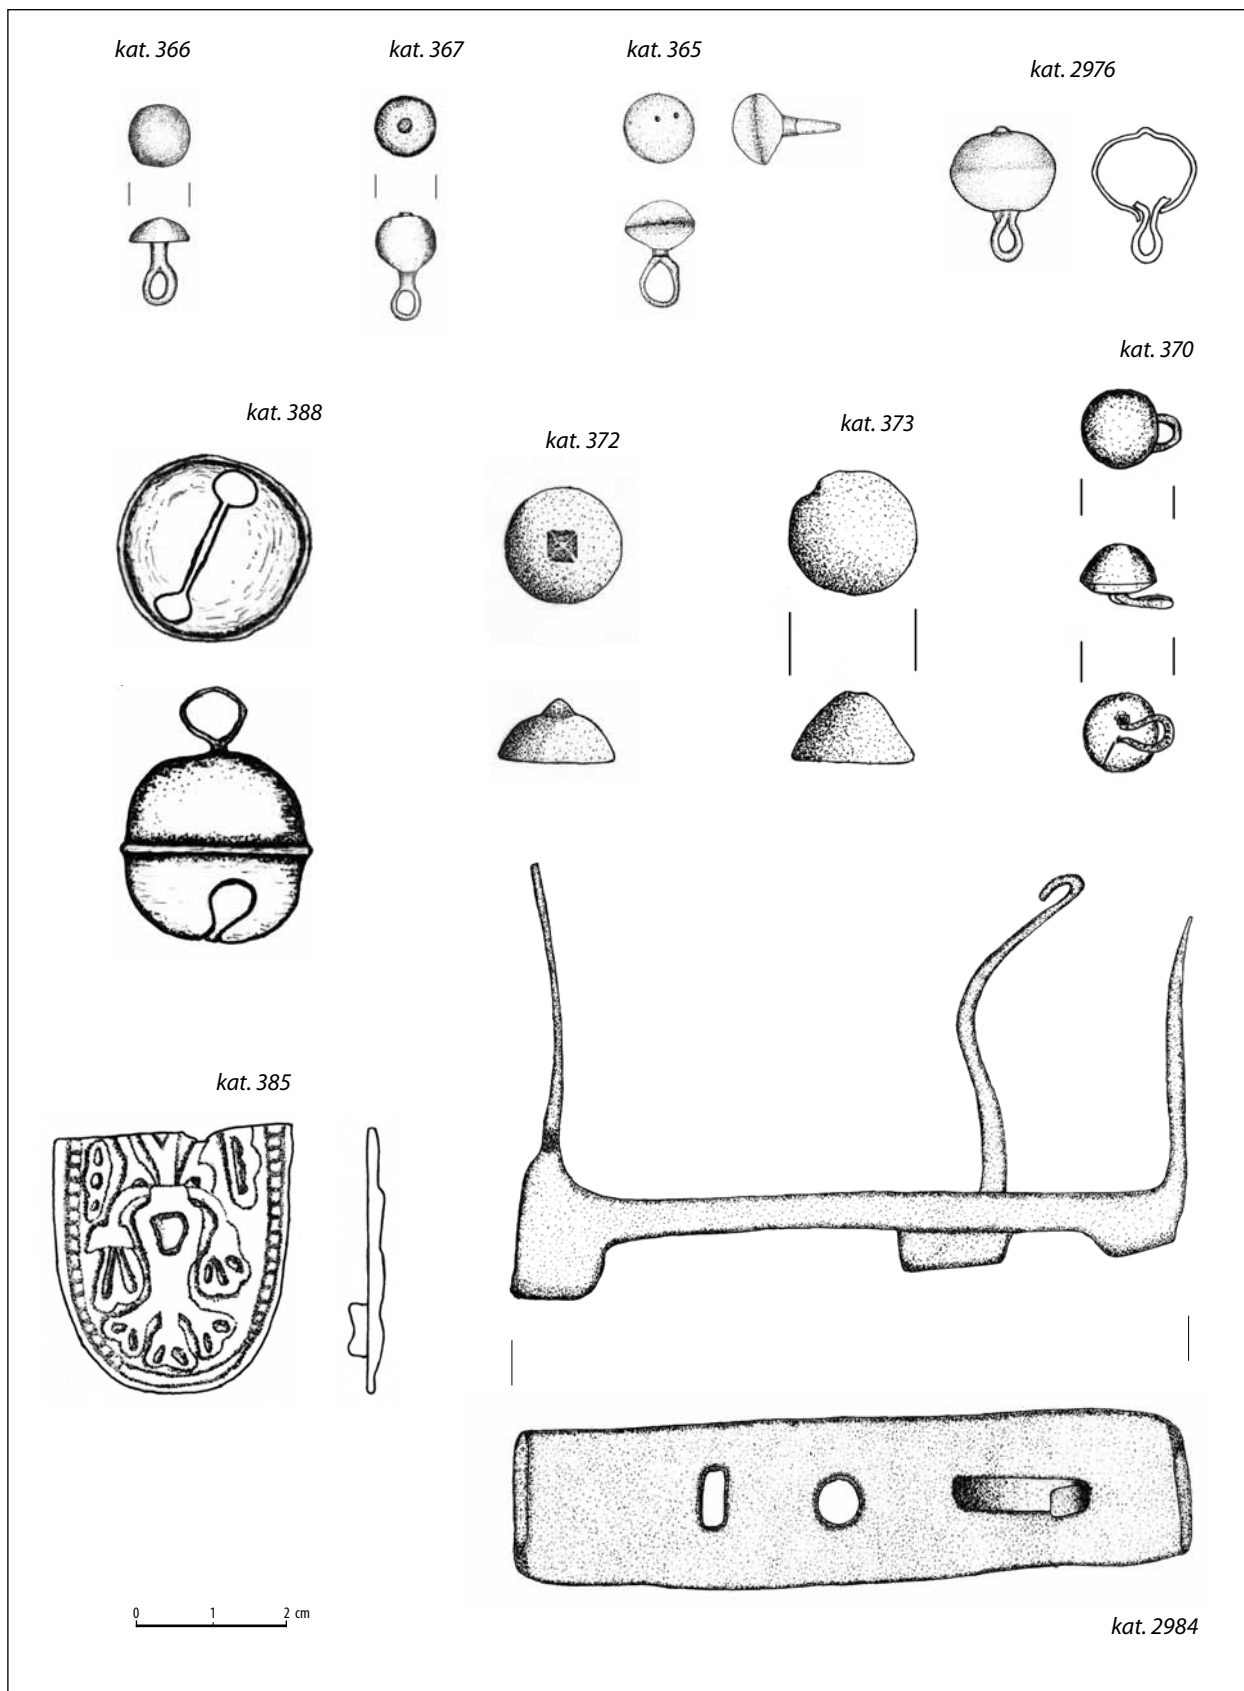 kat. 366
kat. 367
kat. 365
kat. 2976
kat. 370
kat. 388
kat. 372
kat. 373
kat. 385
0 1 2 cm
kat. 2984